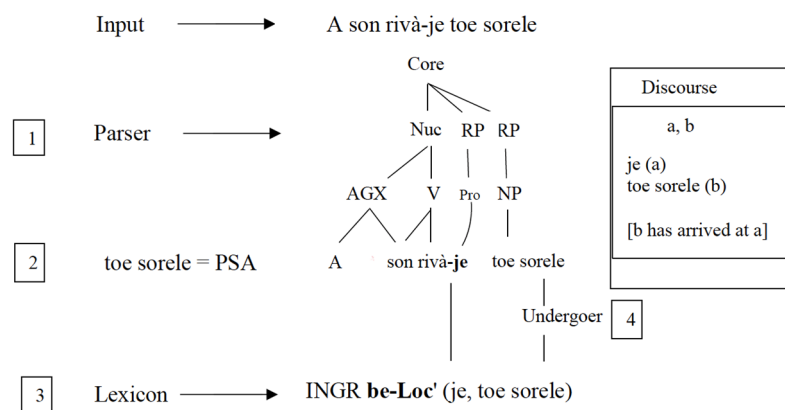 Input A son rivà-je toe sorele
Core
Discourse
a, b
1 Parser Nuc RP RP
je (a)
AGX V Pro NP
toe sorele (b)
[b has arrived at a]
2 toe sorele = PSA A son rivà-je toe sorele
Undergoer 4
3 Lexicon INGR be-Loc' (je, toe sorele)